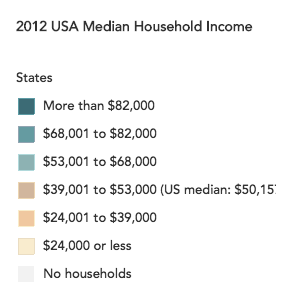 2012 USA Median Household Income
States
More than $82,000
$68,001 to $82,000
$53,001 to $68,000
$39,001 to $53,000 (US median: $50,15
$24,001 to $39,000
$24,000 or less
No households